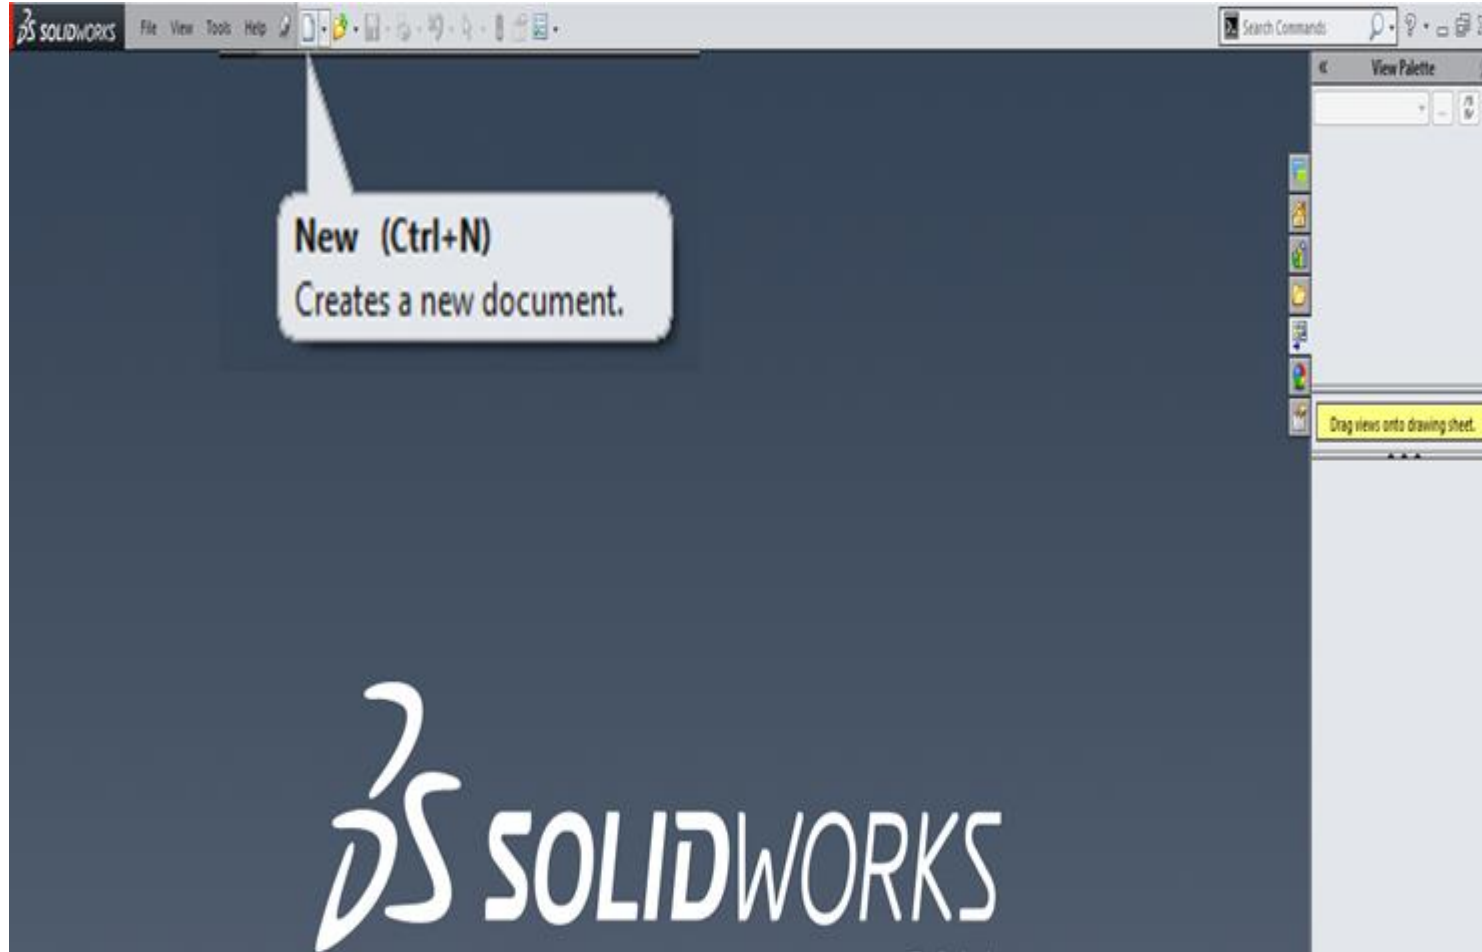 SOLIDWORKS File View Tools Help Search Commands
View Palette
New (Ctrl+N)
Creates a new document.
Drag views onto drawing sheet.
SOLIDWORKS